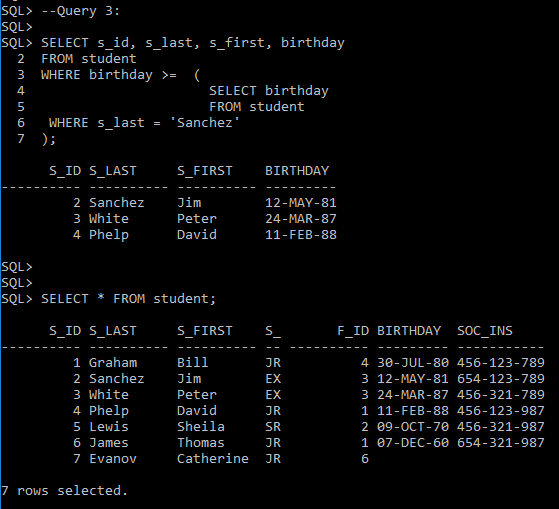 SQL> --Query 3:
SQL>
SQL> SELECT s_id, s_last, s_first, birthday
  2  FROM student
  3  WHERE birthday >=  (
  4                       SELECT birthday
  5                       FROM student
  6   WHERE s_last = 'Sanchez'
  7  );

      S_ID S_LAST     S_FIRST    BIRTHDAY
---------- ---------- ---------- ---------
         2 Sanchez    Jim        12-MAY-81
         3 White      Peter      24-MAR-87
         4 Phelp      David      11-FEB-88

SQL>
SQL>
SQL> SELECT * FROM student;

      S_ID S_LAST     S_FIRST    S_       F_ID BIRTHDAY  SOC_INS
---------- ---------- ---------- -- ---------- --------- -----------
         1 Graham     Bill       JR          4 30-JUL-80 456-123-789
         2 Sanchez    Jim        EX          3 12-MAY-81 654-123-789
         3 White      Peter      EX          3 24-MAR-87 456-321-789
         4 Phelp      David      JR          1 11-FEB-88 456-123-987
         5 Lewis      Sheila     SR          2 09-OCT-70 456-321-987
         6 James      Thomas     JR          1 07-DEC-60 654-321-987
         7 Evanov     Catherine  JR          6

7 rows selected.